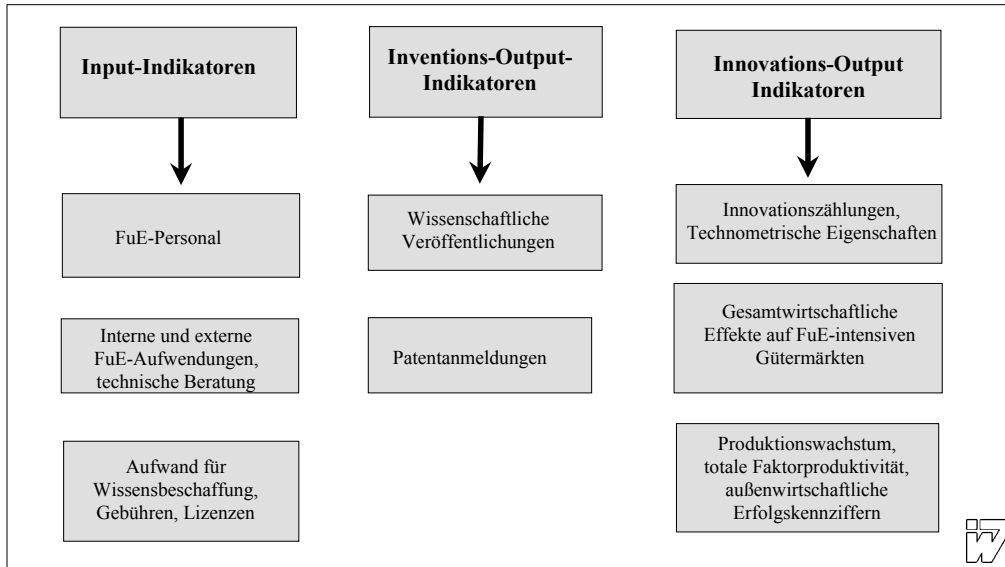 Input-Indikatoren
FuE-Personal
Interne und externe
FuE-Aufwendungen,
technische Beratung
Aufwand für
Wissensbeschaffung,
Gebühren, Lizenzen
Inventions-Output-
Indikatoren
Wissenschaftliche
Veröffentlichungen
Patentanmeldungen
Innovations-Output
Indikatoren
Innovationszählungen,
Technometrische Eigenschaften
Gesamtwirtschaftliche
Effekte auf FuE-intensiven
Gütermärkten
Produktionswachstum,
totale Faktorproduktivität,
außenwirtschaftliche
Erfolgskennziffern